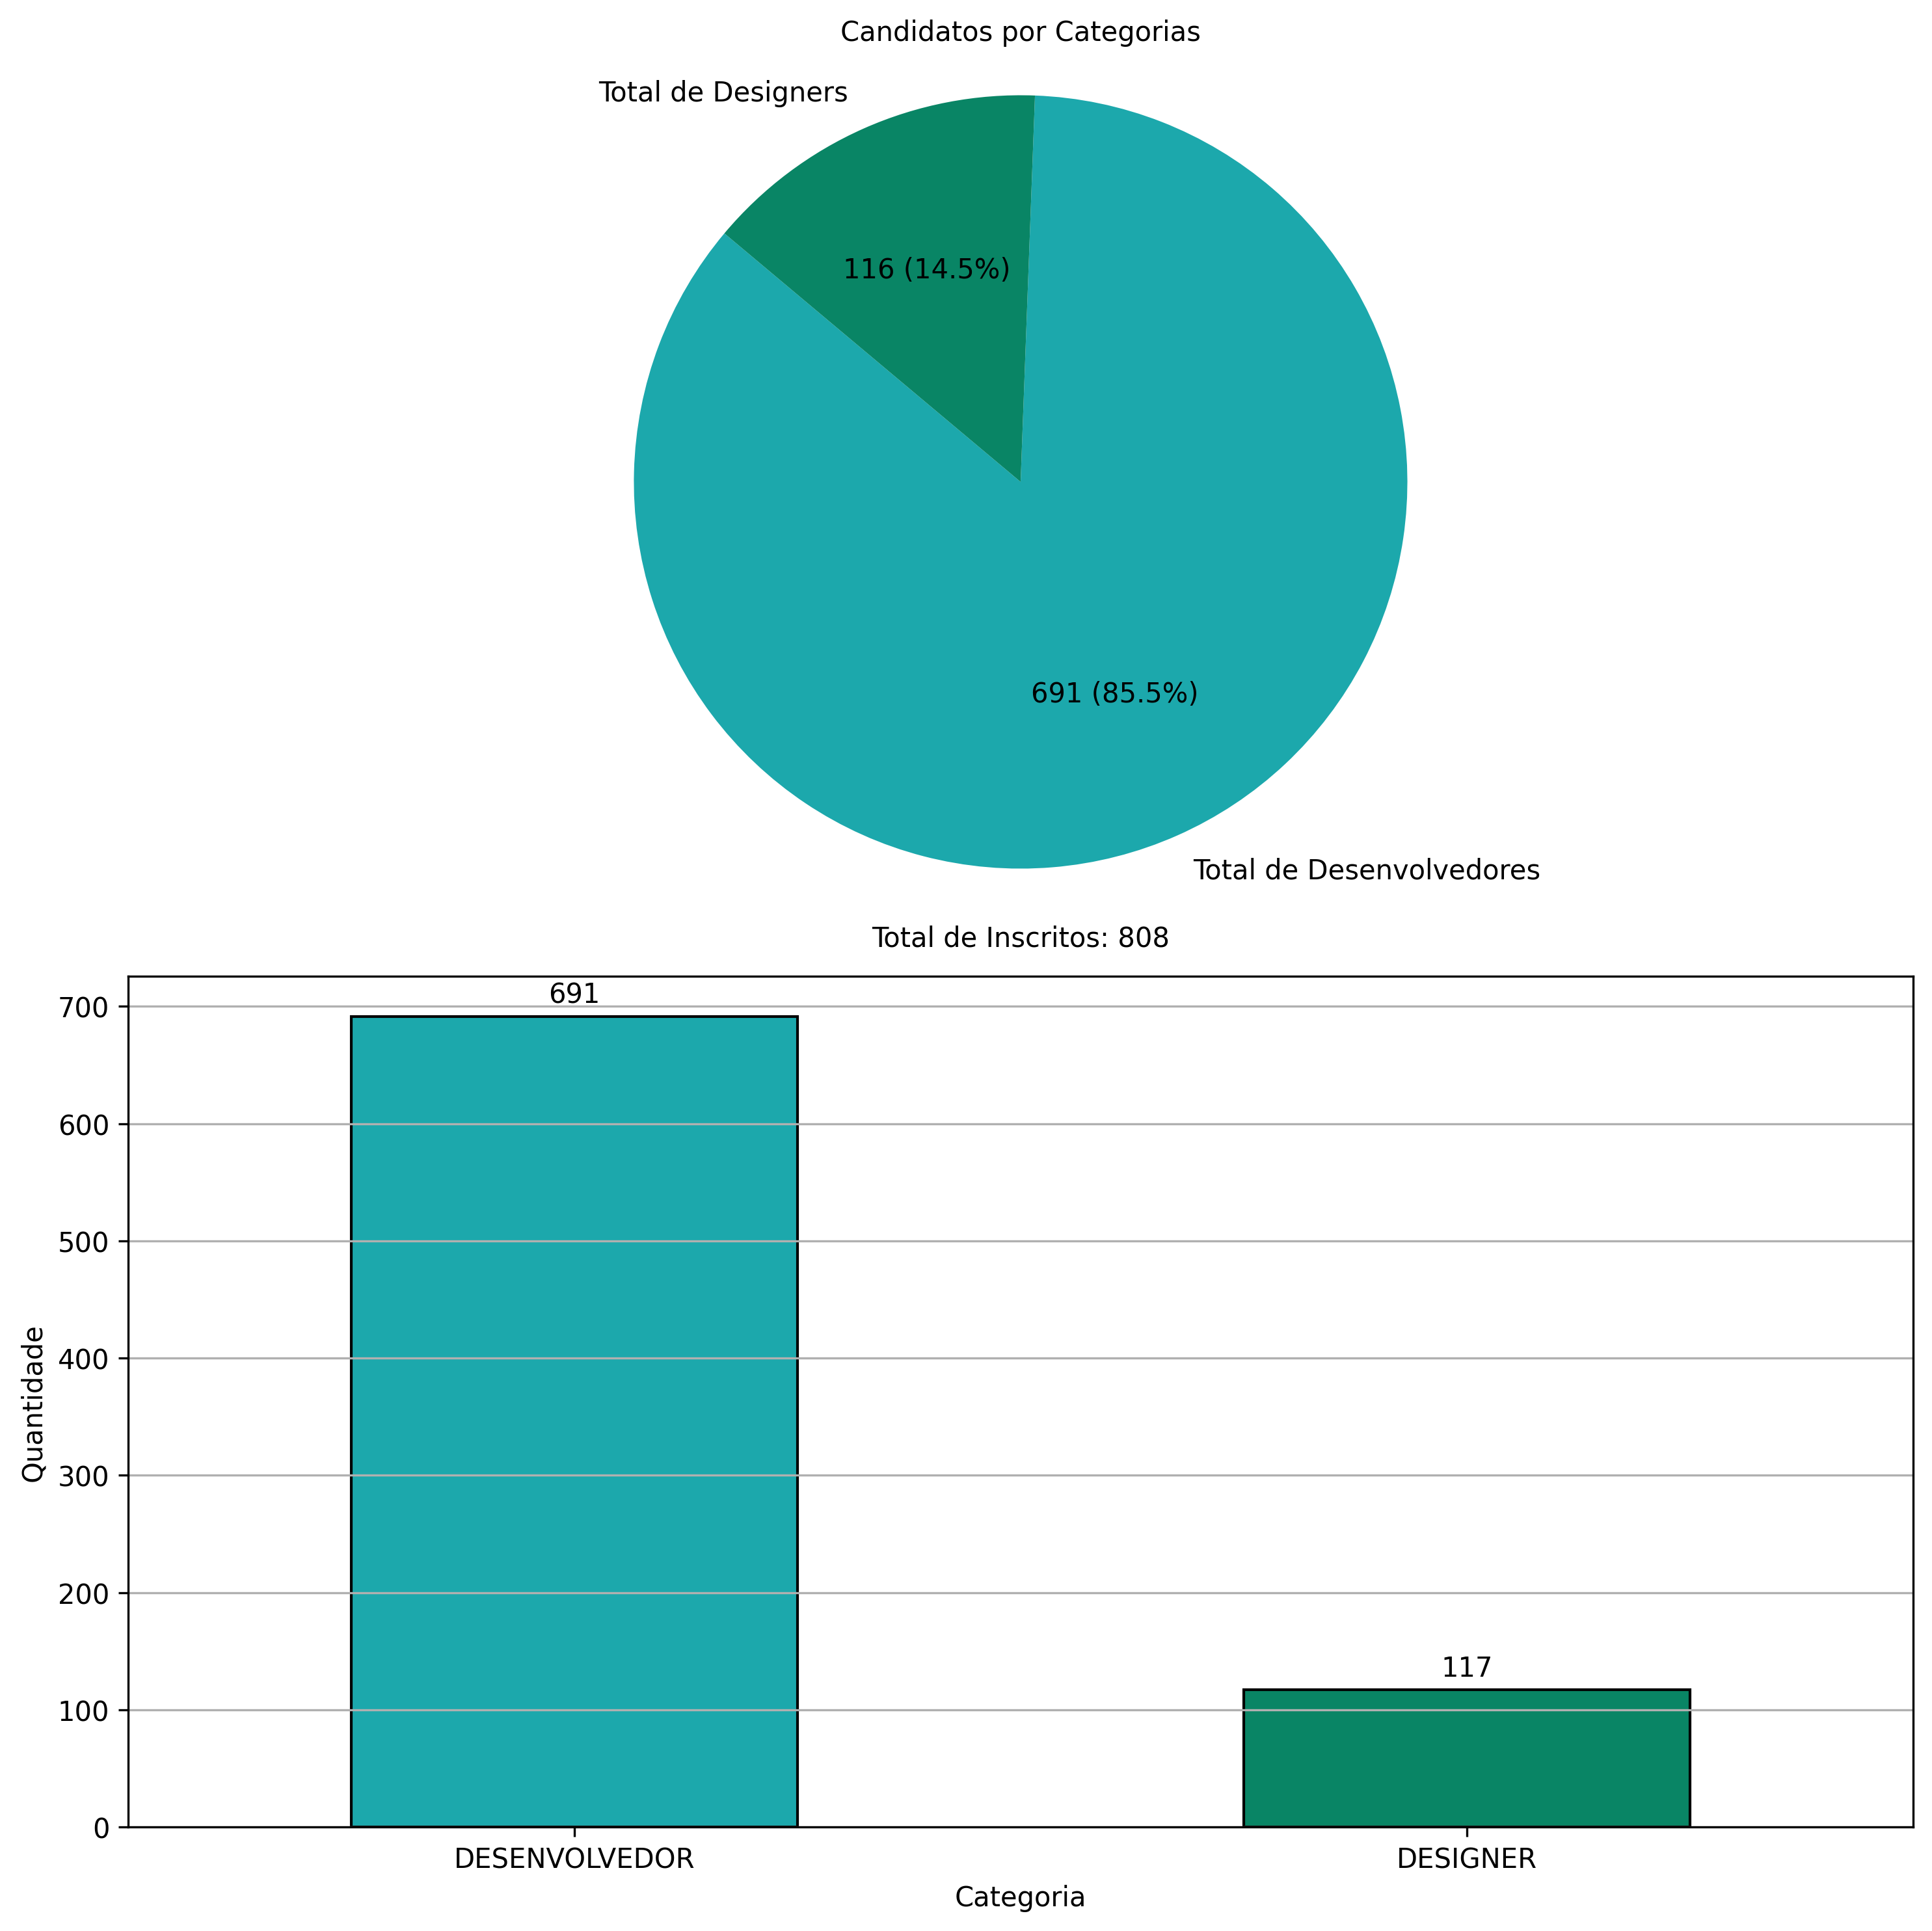 Candidatos por Categorias
Total de Designers
116 (14.5%)
691 (85.5%)
Total de Desenvolvedores
Total de Inscritos: 808
691
700
600
500
400
300
200
117
100
0
Quantidade
DESENVOLVEDOR
DESIGNER
Categoria